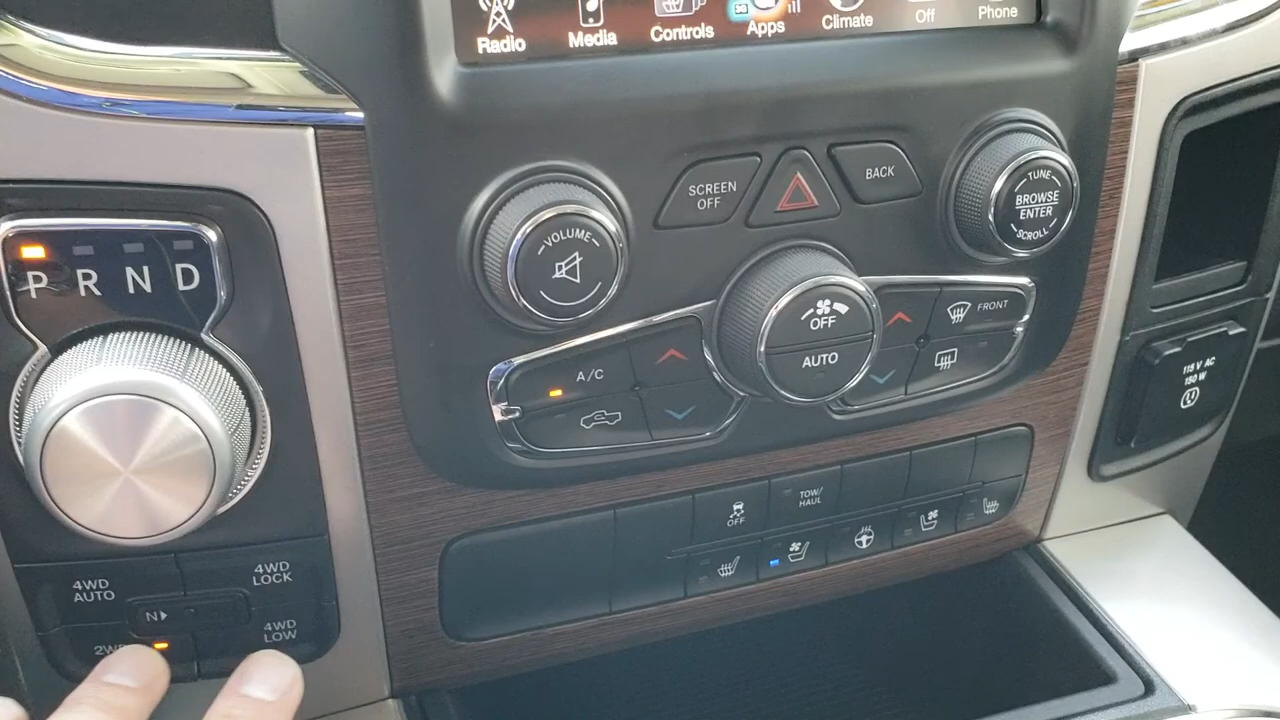 Radio
Media
Controls
Apps
Climate
Off
Phone
SCREEN
OFF
BACK
VOLUME
TUNE
BROWSE
ENTER
SCROLL
P R N D
OFF
AUTO
FRONT
A/C
115 V AC
150 W
OFF
TOW/
HAUL
4WD
AUTO
4WD
LOCK
N
4WD
LOW